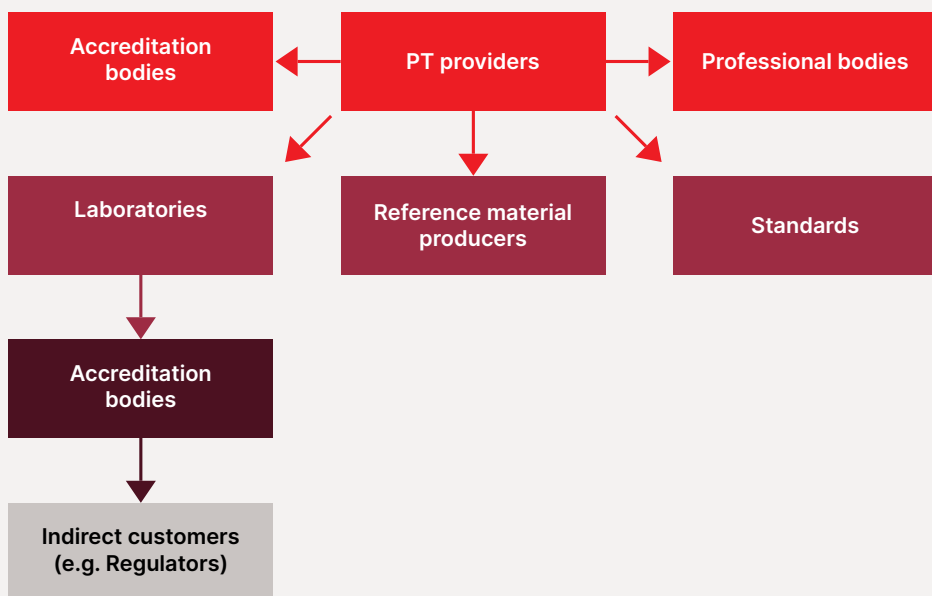 Accreditation
bodies
PT providers
Professional bodies
Laboratories
Reference material
producers
Standards
Accreditation
bodies
Indirect customers
(e.g. Regulators)